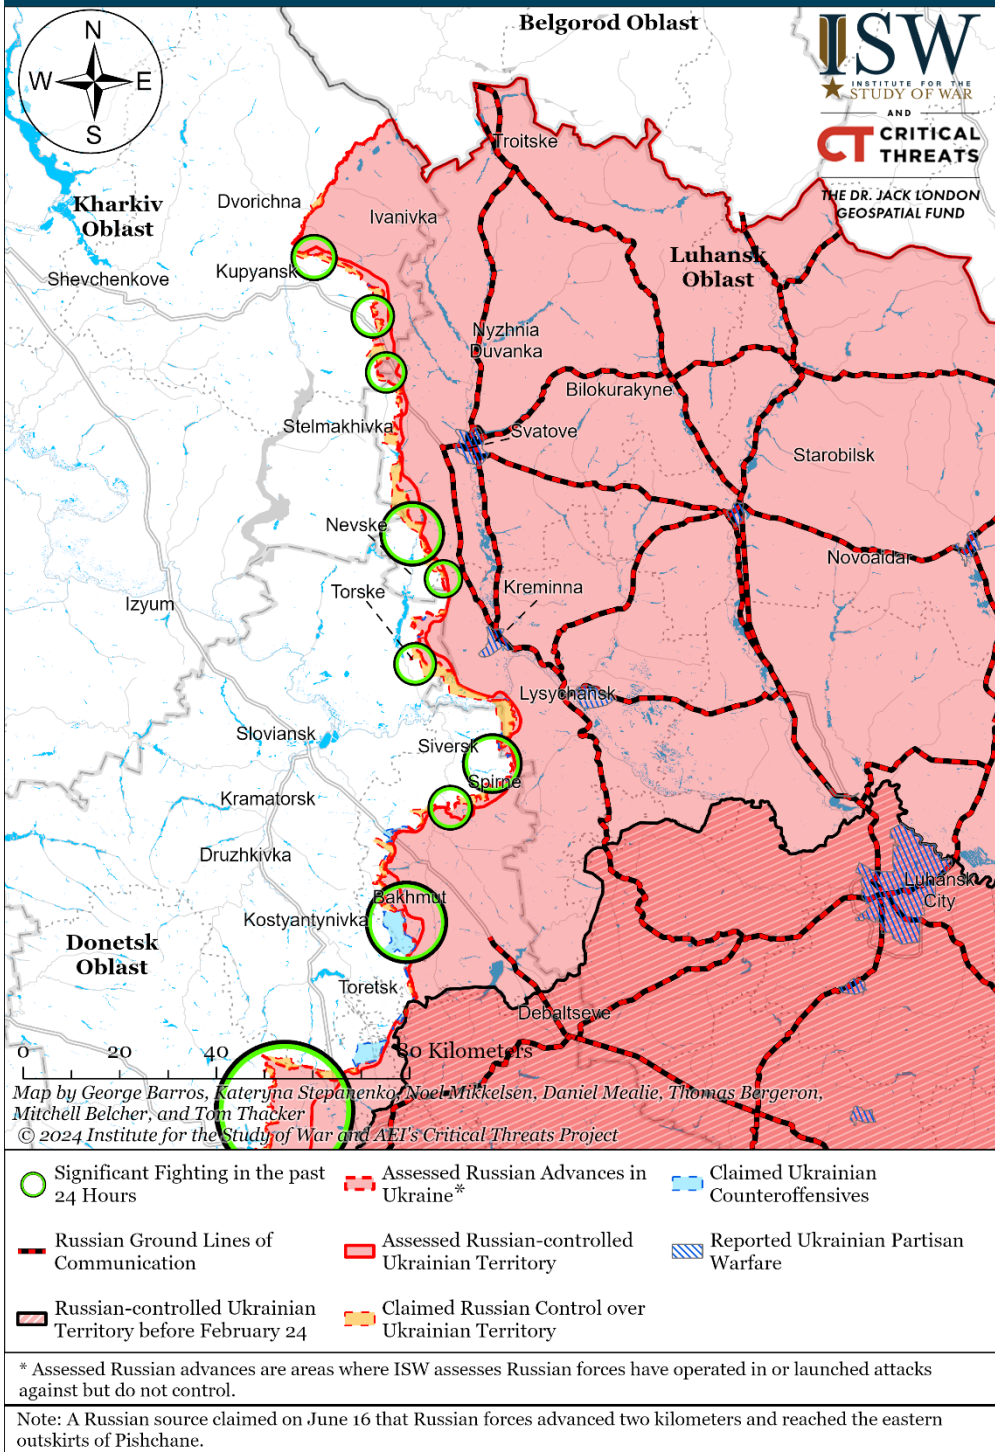 Belgorod Oblast
N
W
E
S
ISW
INSTITUTE FOR THE
STUDY OF WAR
AND
CT CRITICAL
THREATS
THE DR. JACK LONDON
GEOSPATIAL FUND
Troitske
Dvorichna
Kharkiv
Oblast
Ivanivka
Shevchenkove
Kupyansk
Luhansk
Oblast
Nyzhnia
Duvanka
Bilokurakyne
Stelmakhivka
Svatove
Starobilsk
Nevske
Novoaidar
Torske
Kreminna
Izyum
Lysychansk
Sloviansk
Siversk
Spirne
Kramatorsk
Druzhkivka
Luhansk
City
Bakhmut
Kostyantynivka
Donetsk
Oblast
Toretsk
Debaltseve
0 20 40 80 Kilometers
Map by George Barros, Kateryna Stepanenko, Noel Mikkelsen, Daniel Mealie, Thomas Bergeron,
Mitchell Belcher, and Tom Thacker
© 2024 Institute for the Study of War and AEI's Critical Threats Project
Significant Fighting in the past
24 Hours
Assessed Russian Advances in
Ukraine*
Claimed Ukrainian
Counteroffensives
Russian Ground Lines of
Communication
Assessed Russian-controlled
Ukrainian Territory
Reported Ukrainian Partisan
Warfare
Russian-controlled Ukrainian
Territory before February 24
Claimed Russian Control over
Ukrainian Territory
* Assessed Russian advances are areas where ISW assesses Russian forces have operated in or launched attacks
against but do not control.
Note: A Russian source claimed on June 16 that Russian forces advanced two kilometers and reached the eastern
outskirts of Pishchane.